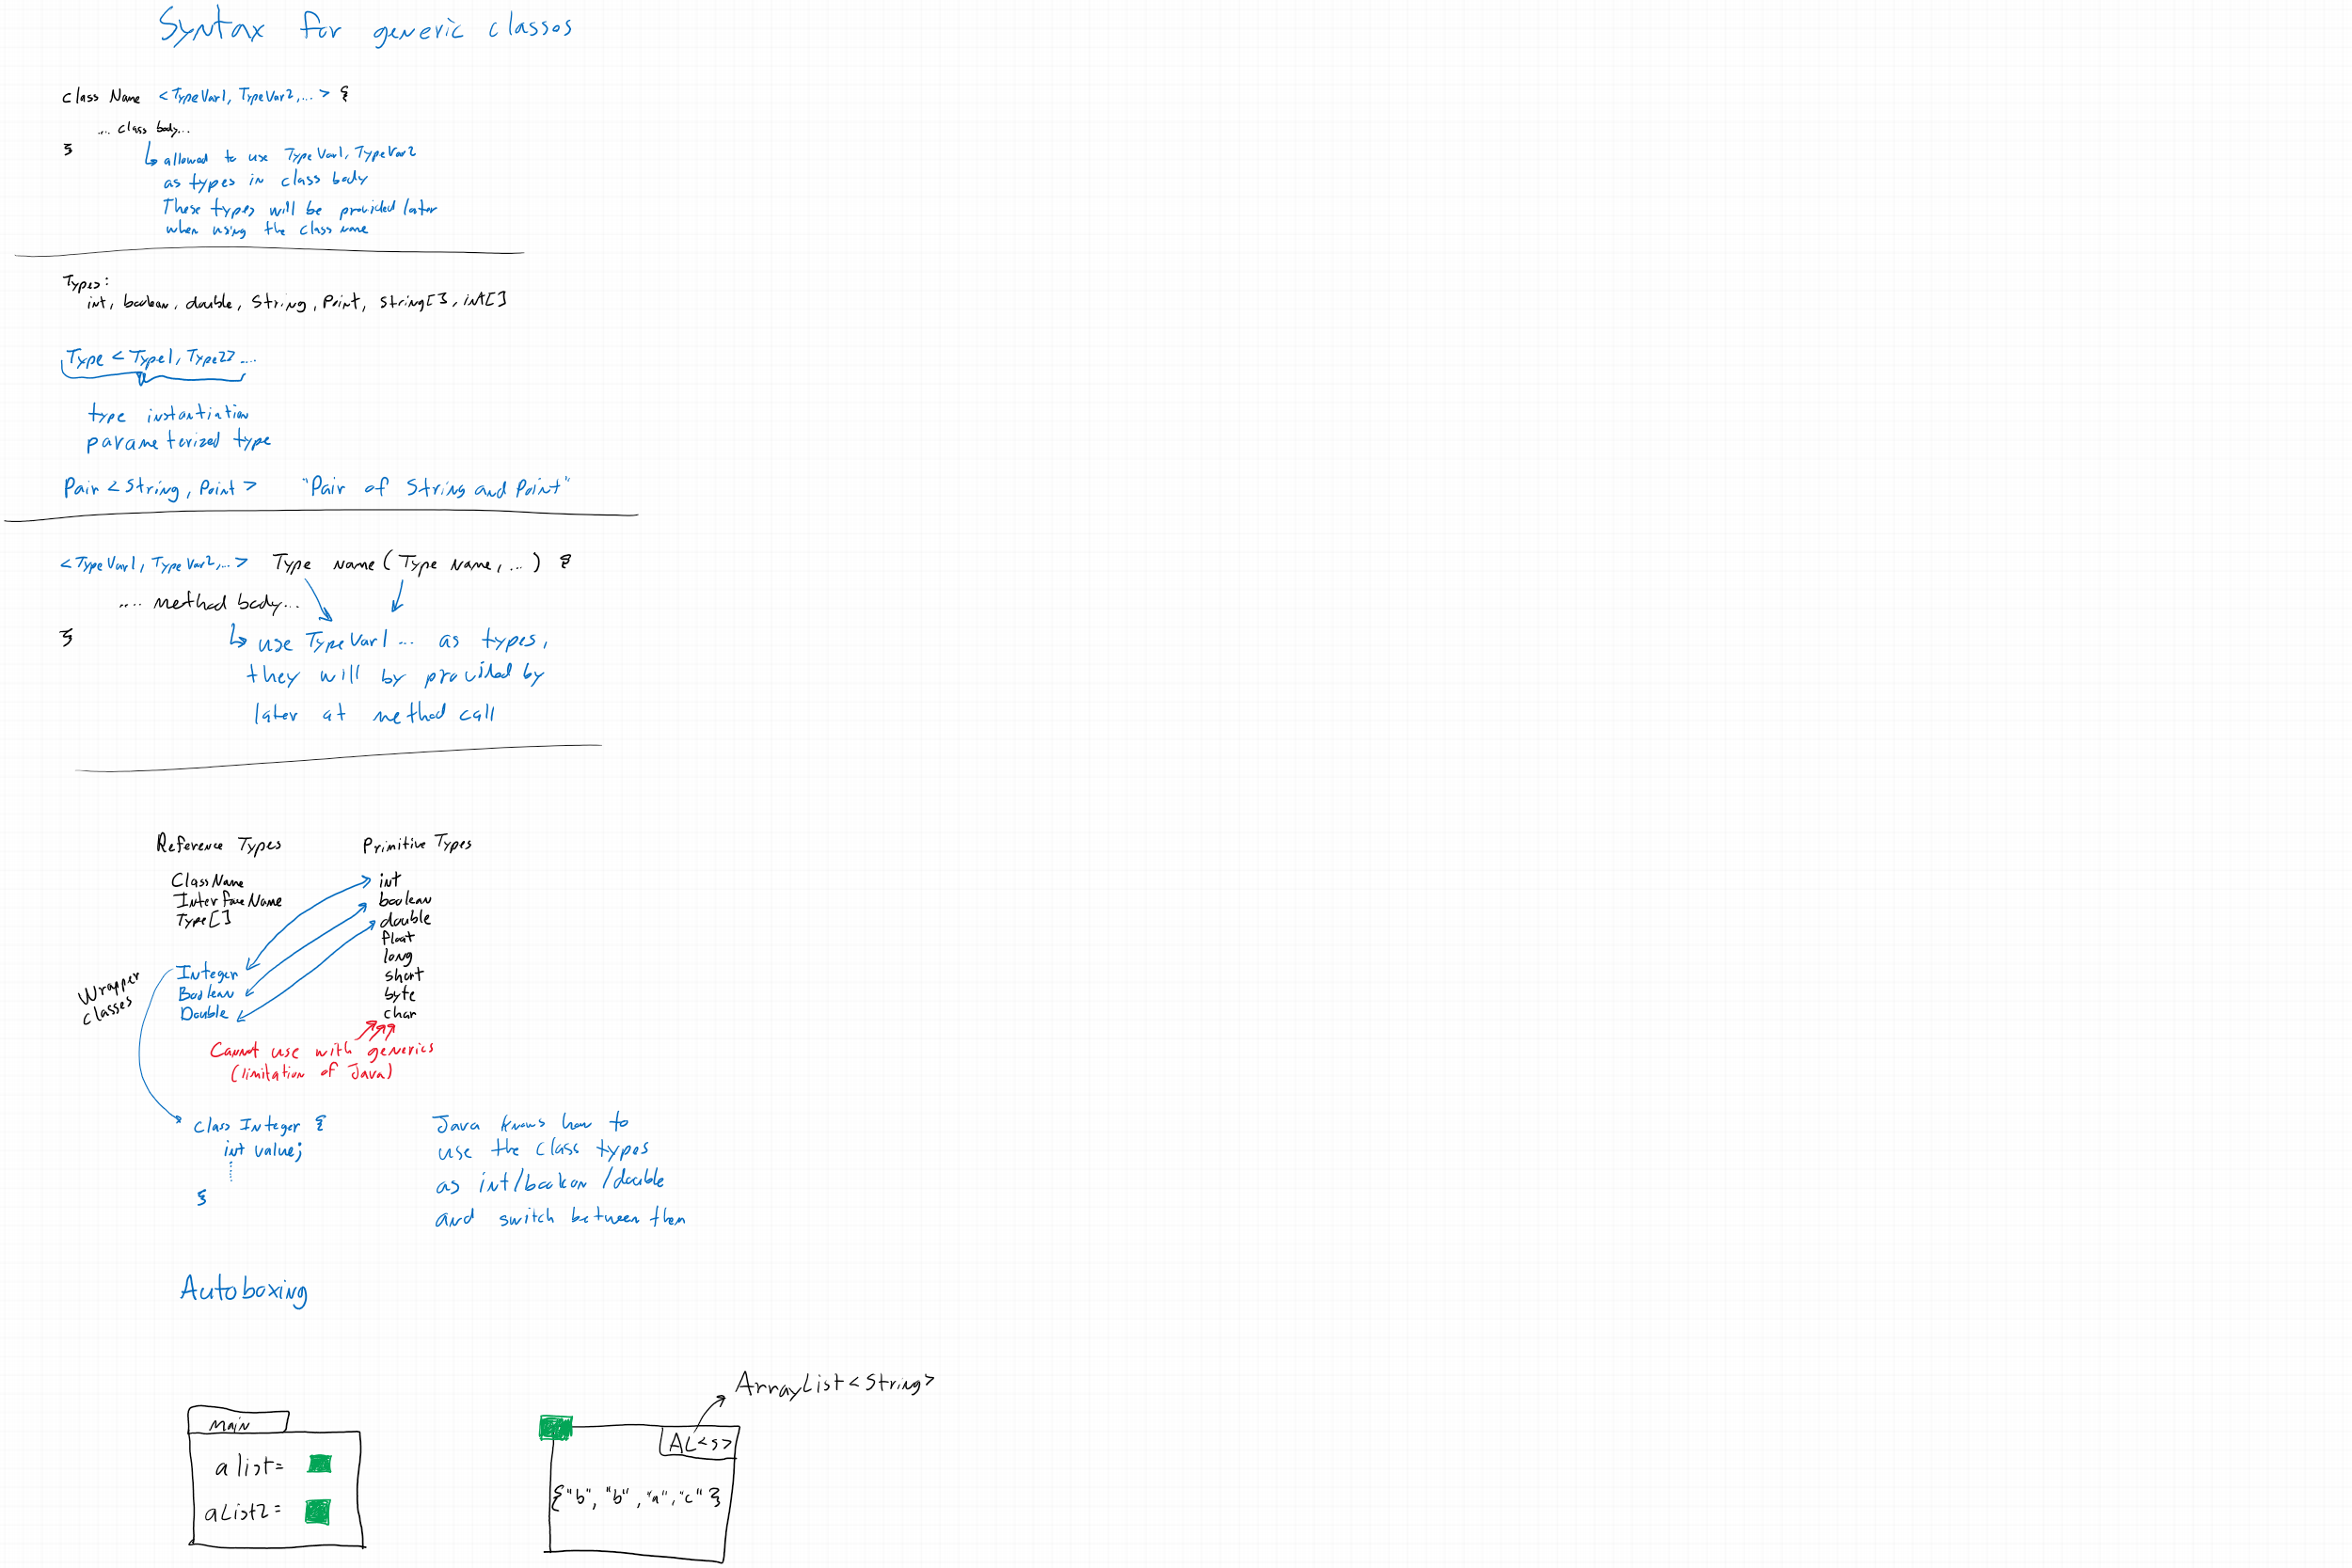 Syntax for generic classes
class Name <TypeVar1, TypeVar2,...> {
... class body...
}
allowed to use TypeVar1, TypeVar2
as types in class body
These types will be provided later
when using the class name
Types:
int, boolean, double, String, Point, String[], int[]
Type <Type1, Type2> ...
type instantiation
parameterized type
Pair <String, Point> "Pair of String and Point"
<TypeVar1, TypeVar2,...> Type Name (Type Name, ...) {
.... method body...
}
use TypeVar1 ... as types,
they will by provided by
later at method call
Reference Types
ClassName
InterfaceName
Type[]
Wrapper
classes
Integer
Boolean
Double
Primitive Types
int
boolean
double
float
long
short
byte
char
Cannot use with generics
(limitation of Java)
class Integer {
int value;
}
Java knows how to
use the class types
as int/boolean/double
and switch between them
Autoboxing
main
alist=
aList2=
ArrayList<String>
AL<S>
{"b", "b", "a", "c"}